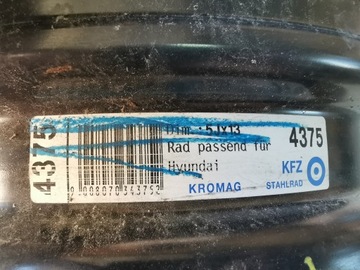 4375
Dim.:5JX13
Rad passend für
Hyundai
4375
KFZ
KROMAG STAHLRAD